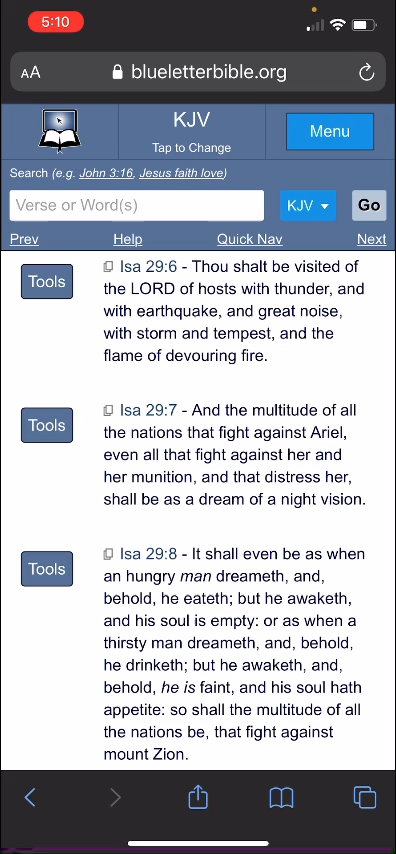 5:10
AA blueletterbible.org
KJV
Tap to Change
Menu
Search (e.g. John 3:16, Jesus faith love)
Verse or Word(s) KJV Go
Prev Help Quick Nav Next
Tools
Isa 29:6 - Thou shalt be visited of
the LORD of hosts with thunder, and
with earthquake, and great noise,
with storm and tempest, and the
flame of devouring fire.
Tools
Isa 29:7 - And the multitude of all
the nations that fight against Ariel,
even all that fight against her and
her munition, and that distress her,
shall be as a dream of a night vision.
Tools
Isa 29:8 - It shall even be as when
an hungry man dreameth, and,
behold, he eateth; but he awaketh,
and his soul is empty: or as when a
thirsty man dreameth, and, behold,
he drinketh; but he awaketh, and,
behold, he is faint, and his soul hath
appetite: so shall the multitude of all
the nations be, that fight against
mount Zion.